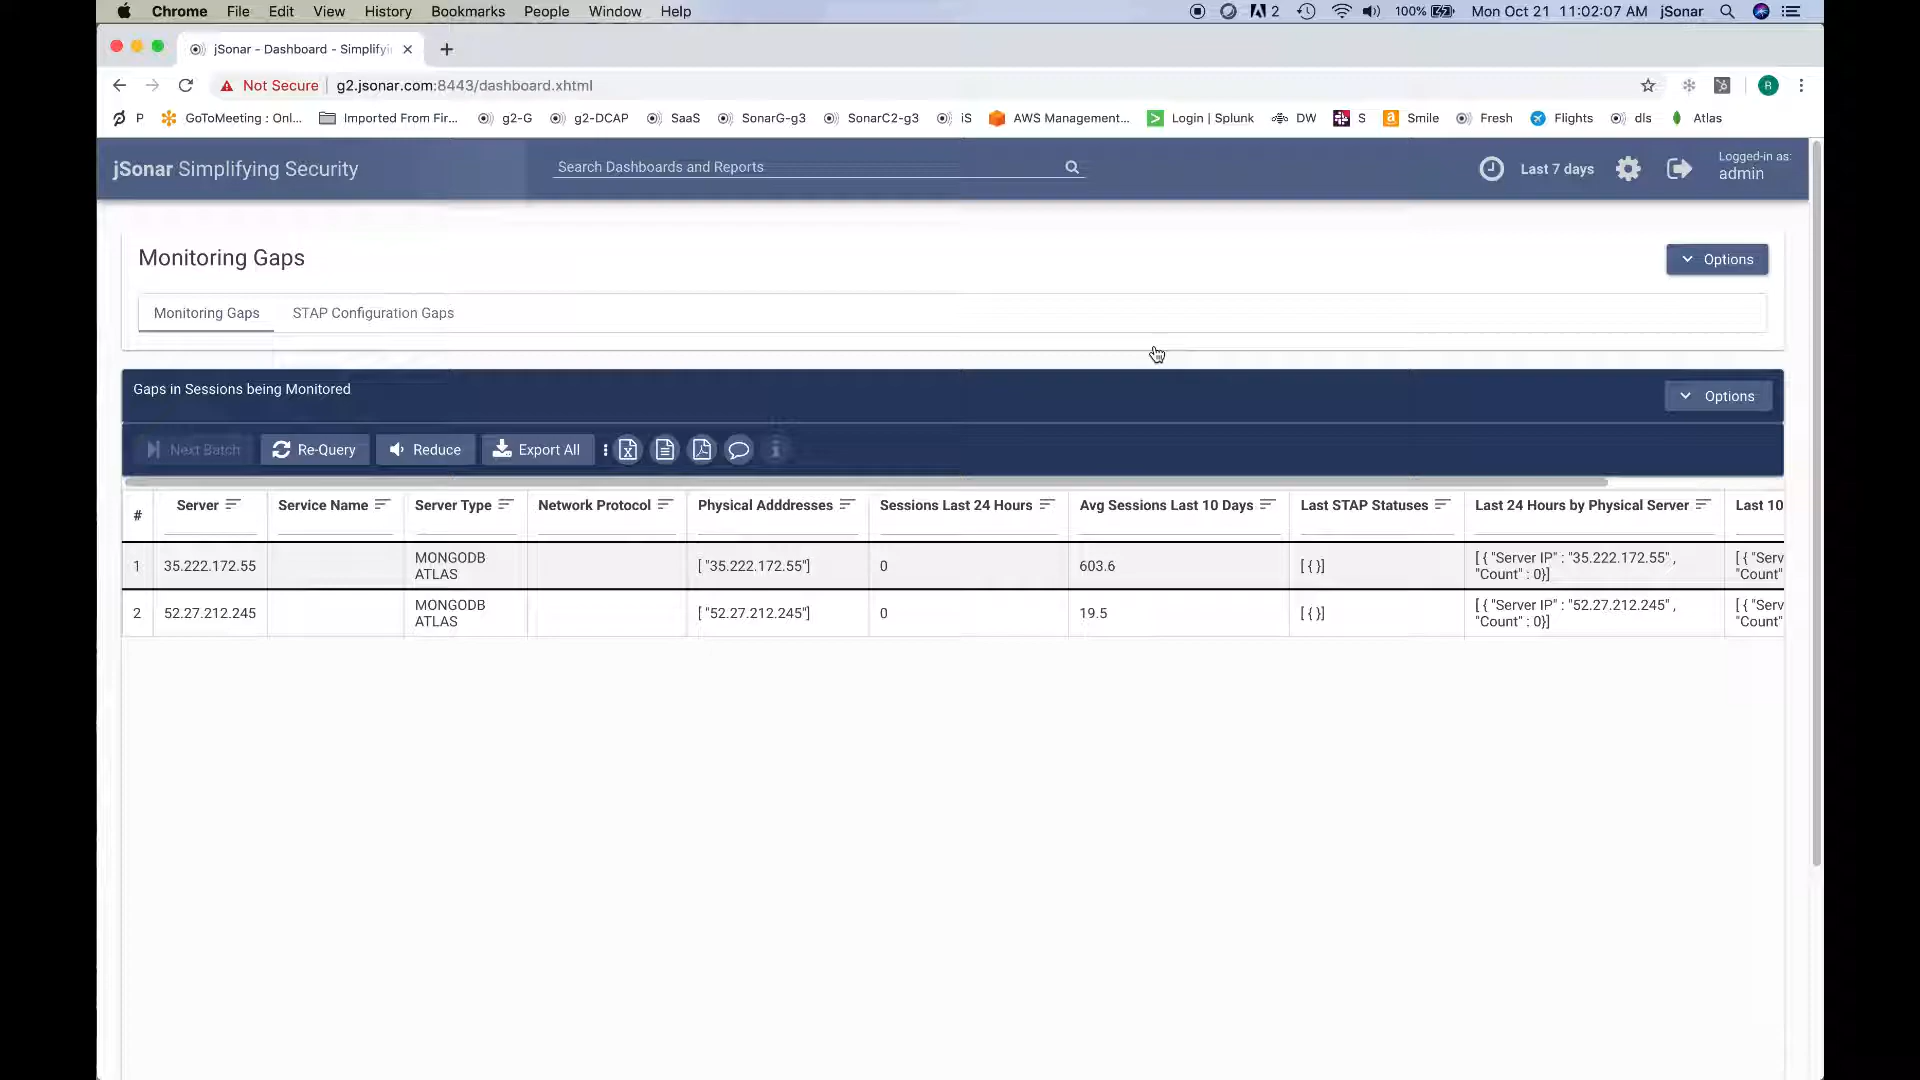 Chrome File Edit View History Bookmarks People Window Help 2 100% Mon Oct 21 11:02:07 AM jSonar
jSonar - Dashboard - Simplifyi
Not Secure g2.jsonar.com:8443/dashboard.xhtml R
P GoToMeeting : Onl... Imported From Fir... g2-G g2-DCAP SaaS SonarG-g3 SonarC2-g3 iS AWS Management... Login | Splunk DW S Smile Fresh Flights dls Atlas
jSonar Simplifying Security Search Dashboards and Reports Last 7 days Logged-in as:
admin
Monitoring Gaps Options
Monitoring Gaps STAP Configuration Gaps
Gaps in Sessions being Monitored Options
Next Batch Re-Query Reduce Export All
# Server Service Name Server Type Network Protocol Physical Adddresses Sessions Last 24 Hours Avg Sessions Last 10 Days Last STAP Statuses Last 24 Hours by Physical Server Last 10
1 35.222.172.55 MONGODB ATLAS [ "35.222.172.55"] 0 603.6 [ { }] [ { "Server IP" : "35.222.172.55" , "Count" : 0}] [ { "Serv "Count"
2 52.27.212.245 MONGODB ATLAS [ "52.27.212.245"] 0 19.5 [ { }] [ { "Server IP" : "52.27.212.245" , "Count" : 0}] [ { "Serv "Count"